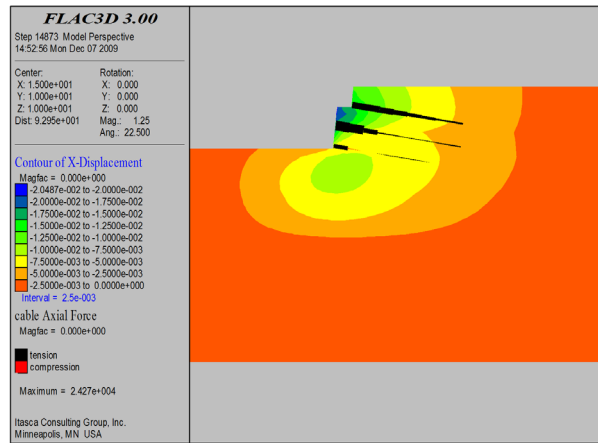 FLAC3D 3.00
Step 14873 Model Perspective
14:52:56 Mon Dec 07 2009
Center: Rotation:
X: 1.500e+001 X: 0.000
Y: 1.000e+001 Y: 0.000
Z: 1.000e+001 Z: 0.000
Dist: 9.295e+001 Mag.: 1.25
Ang.: 22.500
Contour of X-Displacement
Magfac = 0.000e+000
-2.0487e-002 to -2.0000e-002
-2.0000e-002 to -1.7500e-002
-1.7500e-002 to -1.5000e-002
-1.5000e-002 to -1.2500e-002
-1.2500e-002 to -1.0000e-002
-1.0000e-002 to -7.5000e-003
-7.5000e-003 to -5.0000e-003
-5.0000e-003 to -2.5000e-003
-2.5000e-003 to 0.0000e+000
Interval = 2.5e-003
cable Axial Force
Magfac = 0.000e+000
tension
compression
Maximum = 2.427e+004
Itasca Consulting Group, Inc.
Minneapolis, MN USA